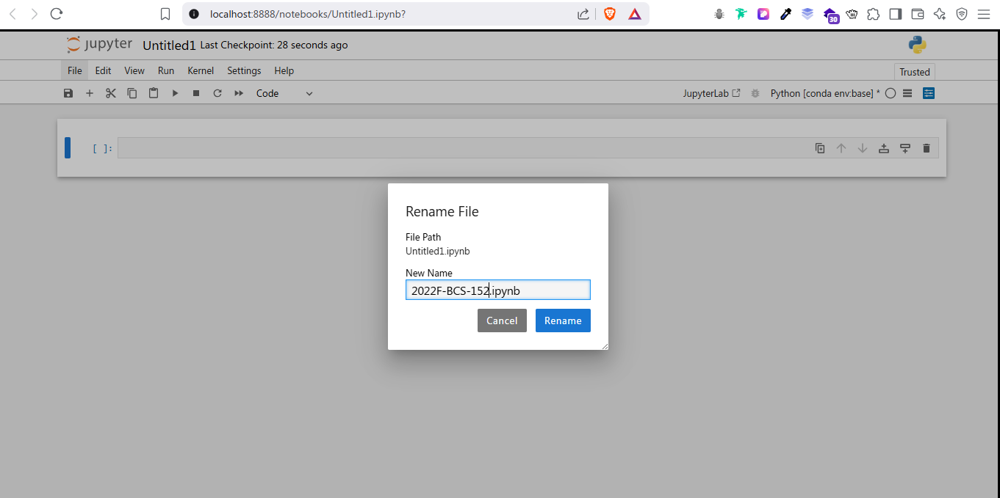 localhost:8888/notebooks/Untitled1.ipynb?
30
jupyter Untitled1 Last Checkpoint: 28 seconds ago
File Edit View Run Kernel Settings Help
Trusted
Code JupyterLab Python [conda env:base] *
[ ]:
Rename File
File Path
Untitled1.ipynb
New Name
2022F-BCS-152.ipynb
Cancel Rename